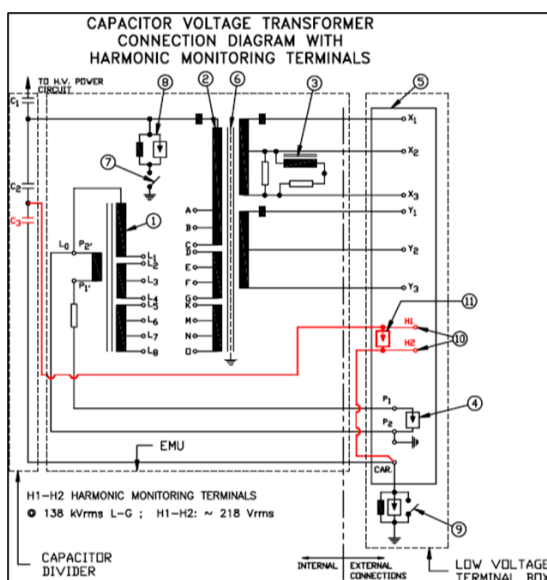 CAPACITOR VOLTAGE TRANSFORMER
CONNECTION DIAGRAM WITH
HARMONIC MONITORING TERMINALS
TO H.V. POWER
CIRCUIT
C1
C2
C3
8
2
6
3
5
7
1
X1
X2
X3
Y1
Y2
Y3
A
B
C
D
E
F
G
K
M
N
O
L0
P2'
P1'
L1
L2
L3
L4
L5
L6
L7
L8
11
H1
H2
10
P1
P2
4
CAR.
9
EMU
H1-H2 HARMONIC MONITORING TERMINALS
@ 138 kVrms L-G ; H1-H2: ~ 218 Vrms
CAPACITOR
DIVIDER
INTERNAL
EXTERNAL
CONNECTIONS
LOW VOLTAGE
TERMINAL BOX